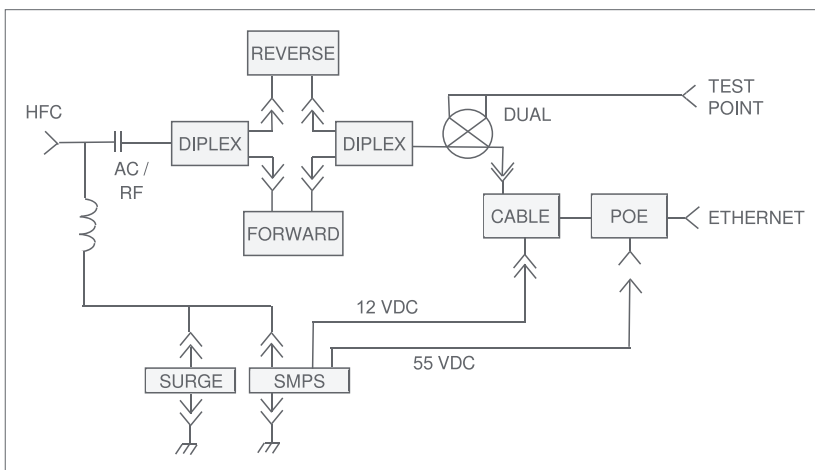 REVERSE
HFC
DIPLEX
DIPLEX
DUAL
TEST
POINT
AC /
RF
CABLE
POE
ETHERNET
FORWARD
12 VDC
55 VDC
SURGE
SMPS